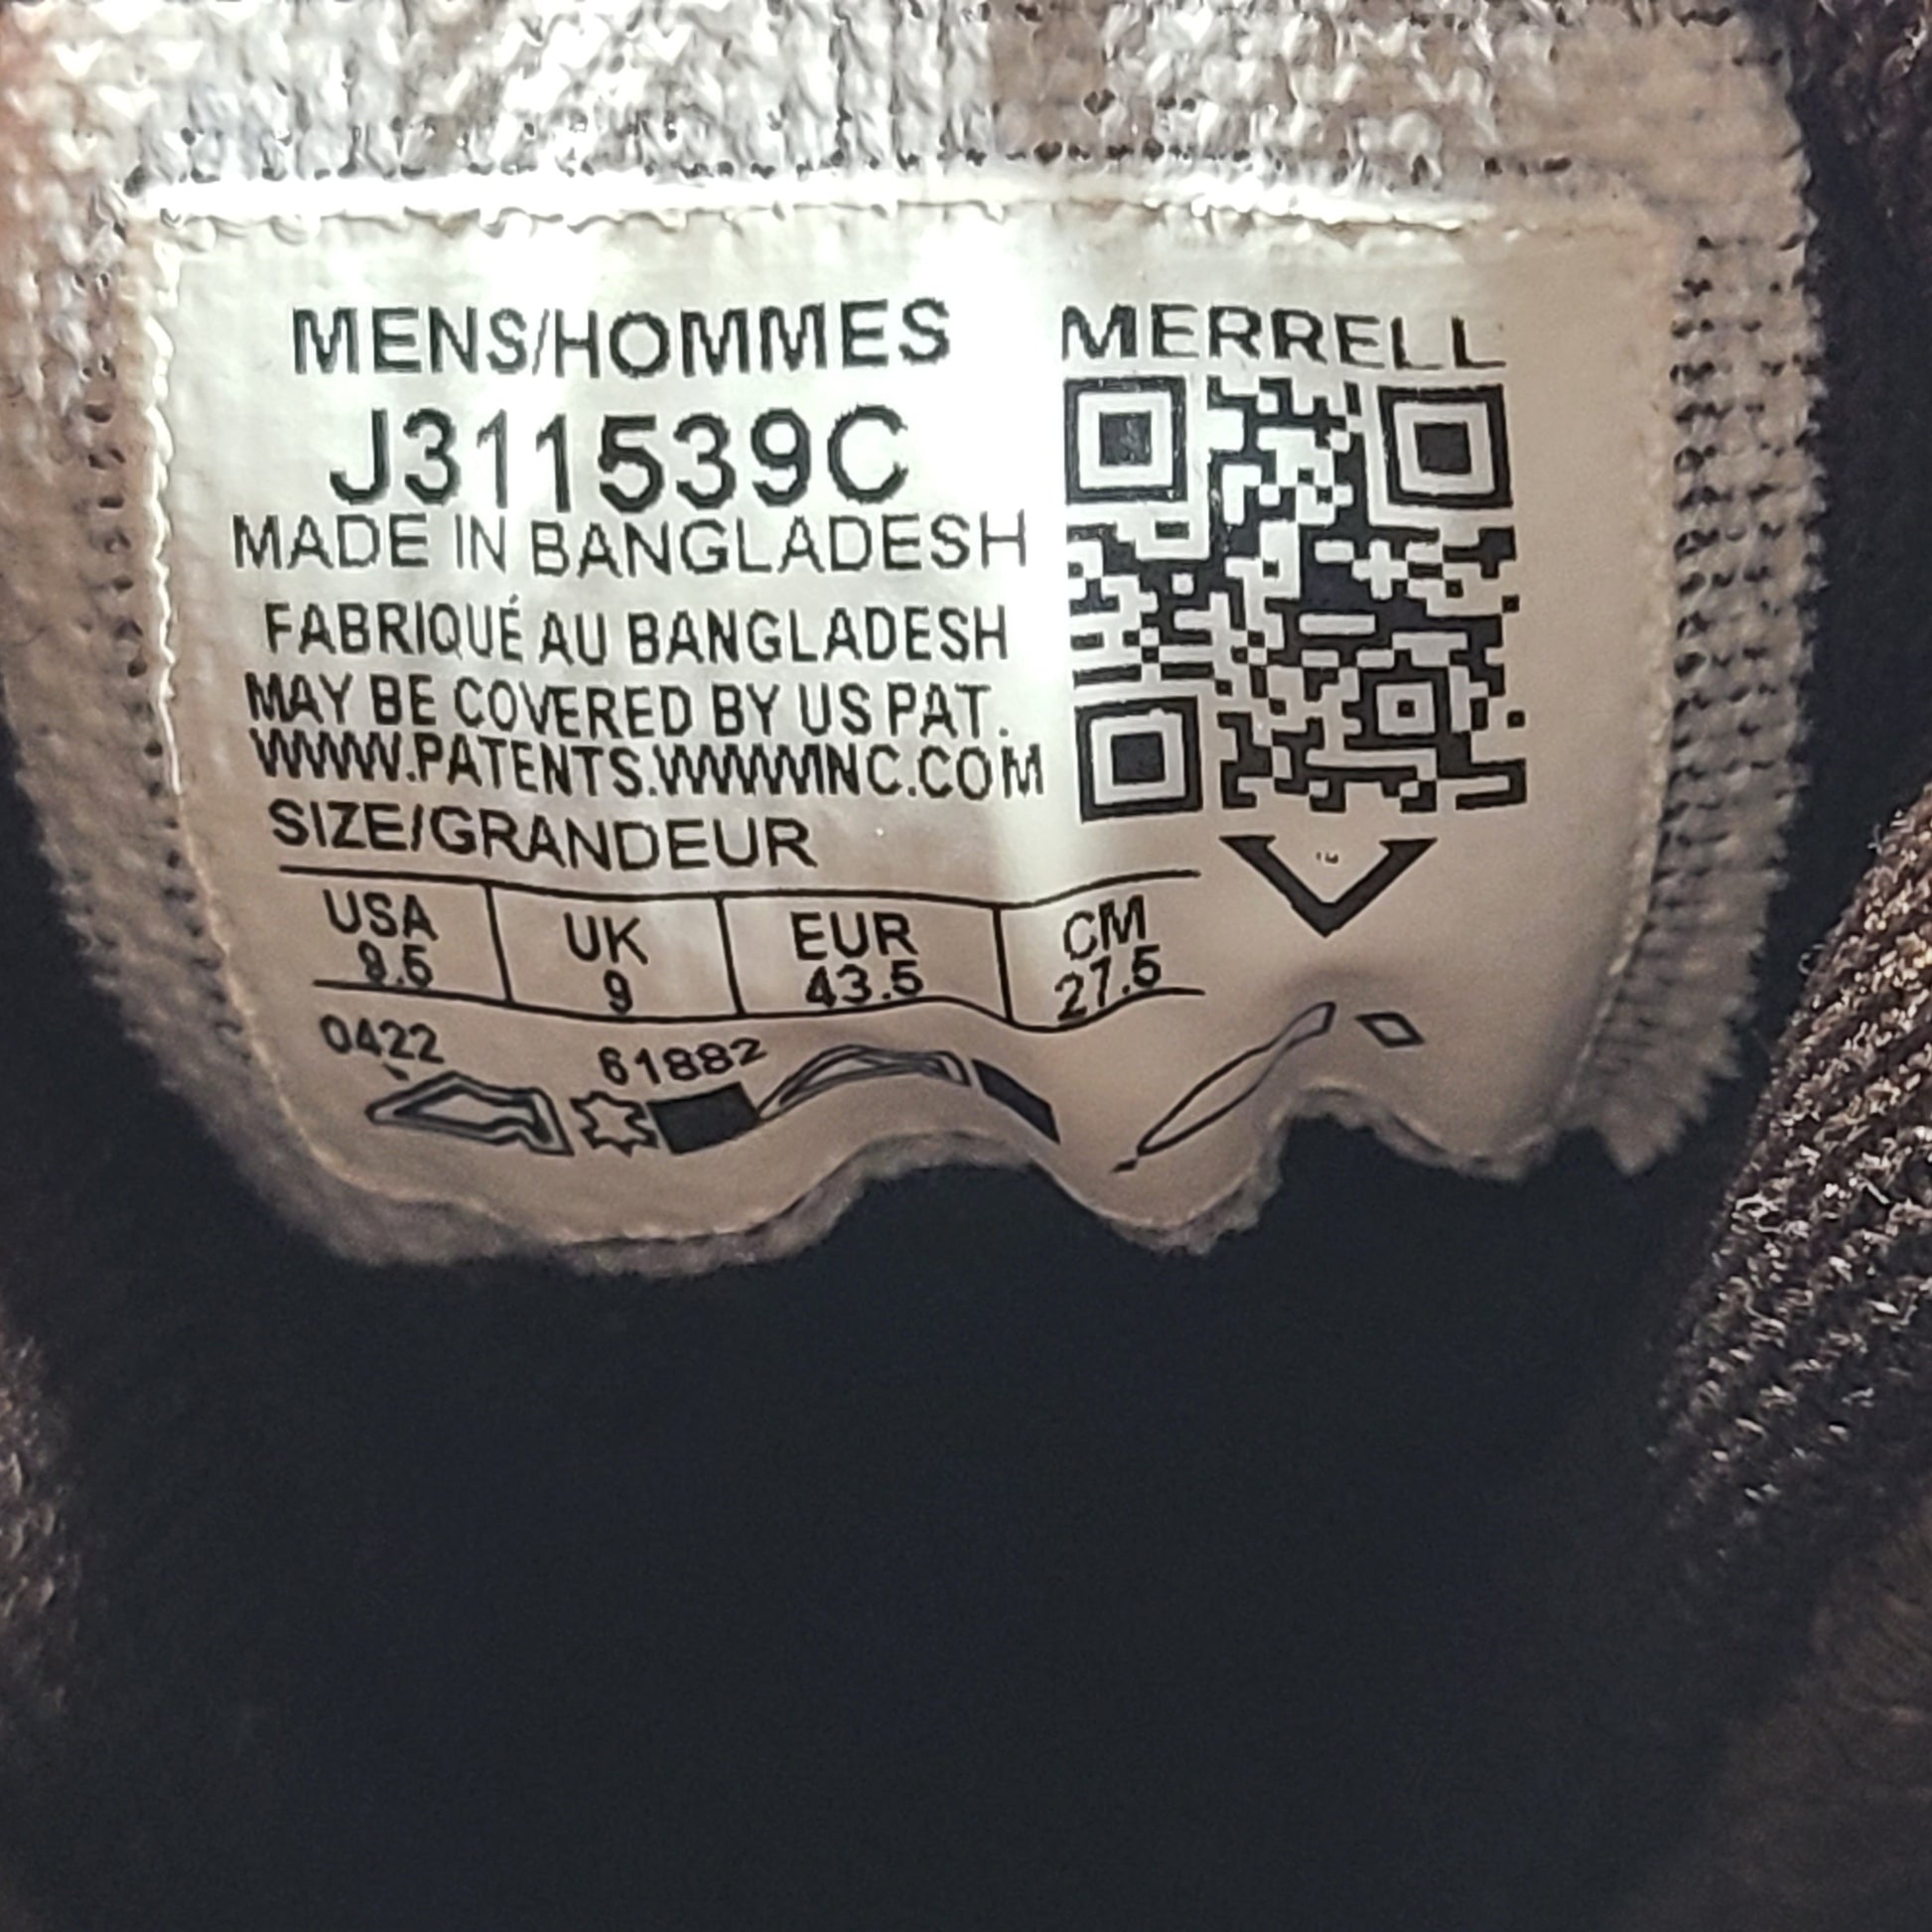 MENS/HOMMES
J311539C
MADE IN BANGLADESH
FABRIQUÉ AU BANGLADESH
MAY BE COVERED BY US PAT.
WWW.PATENTS.WWWINC.COM
SIZE/GRANDEUR
USA UK EUR CM
9.5 9 43.5 27.5
0422 61882
MERRELL